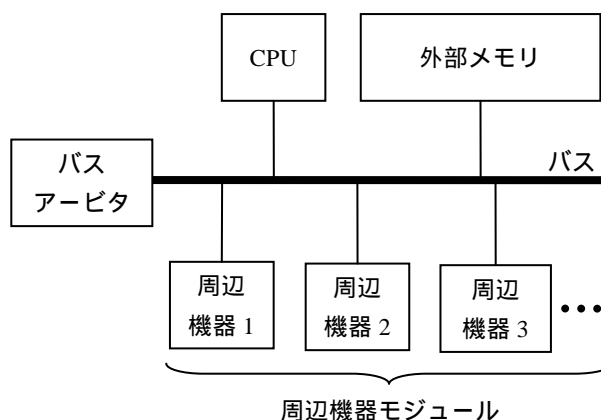 CPU
外部メモリ
バス
アービタ
バス
周辺
機器 1
周辺
機器 2
周辺
機器 3
•••
周辺機器モジュール